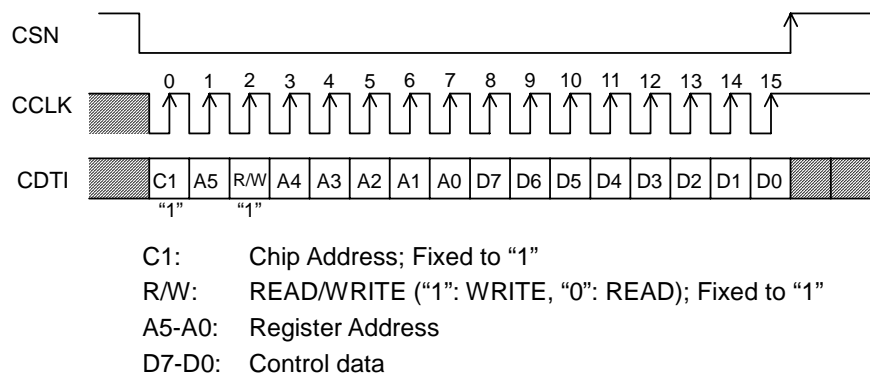 CSN
0 1 2 3 4 5 6 7 8 9 10 11 12 13 14 15
CCLK
CDTI C1 A5 R/W A4 A3 A2 A1 A0 D7 D6 D5 D4 D3 D2 D1 D0
“1” “1”
C1: Chip Address; Fixed to “1”
R/W: READ/WRITE (“1”: WRITE, “0”: READ); Fixed to “1”
A5-A0: Register Address
D7-D0: Control data